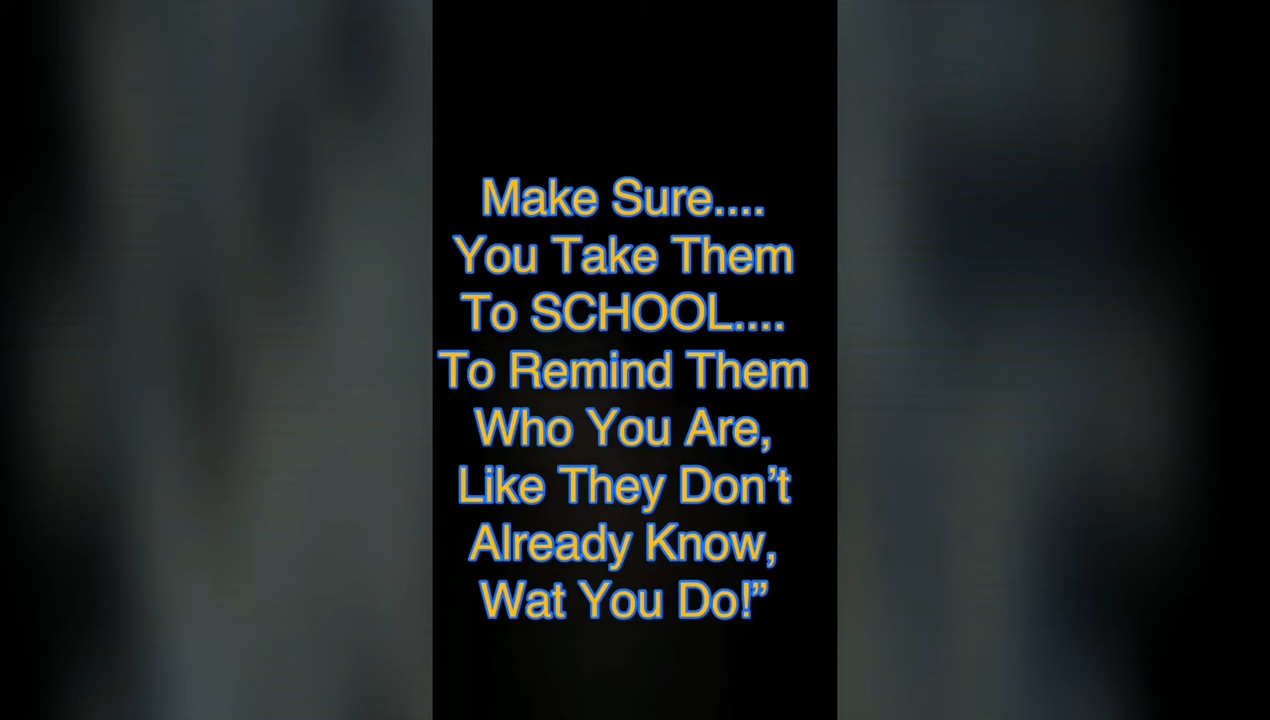 Make Sure....
You Take Them
To SCHOOL....
To Remind Them
Who You Are,
Like They Don’t
Already Know,
Wat You Do!”